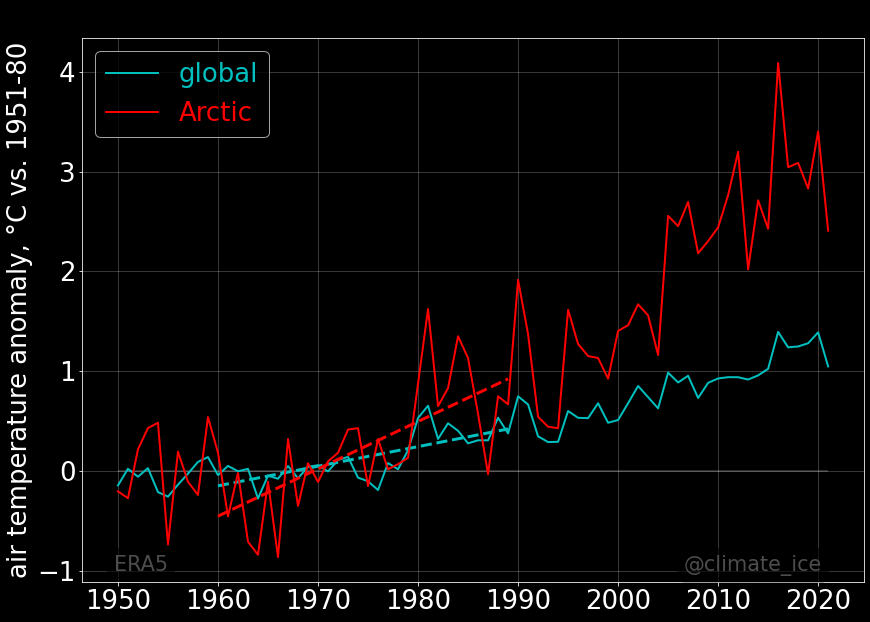 air temperature anomaly, °C vs. 1951-80
global
Arctic
4
3
2
1
0
−1
ERA5
@climate_ice
1950 1960 1970 1980 1990 2000 2010 2020